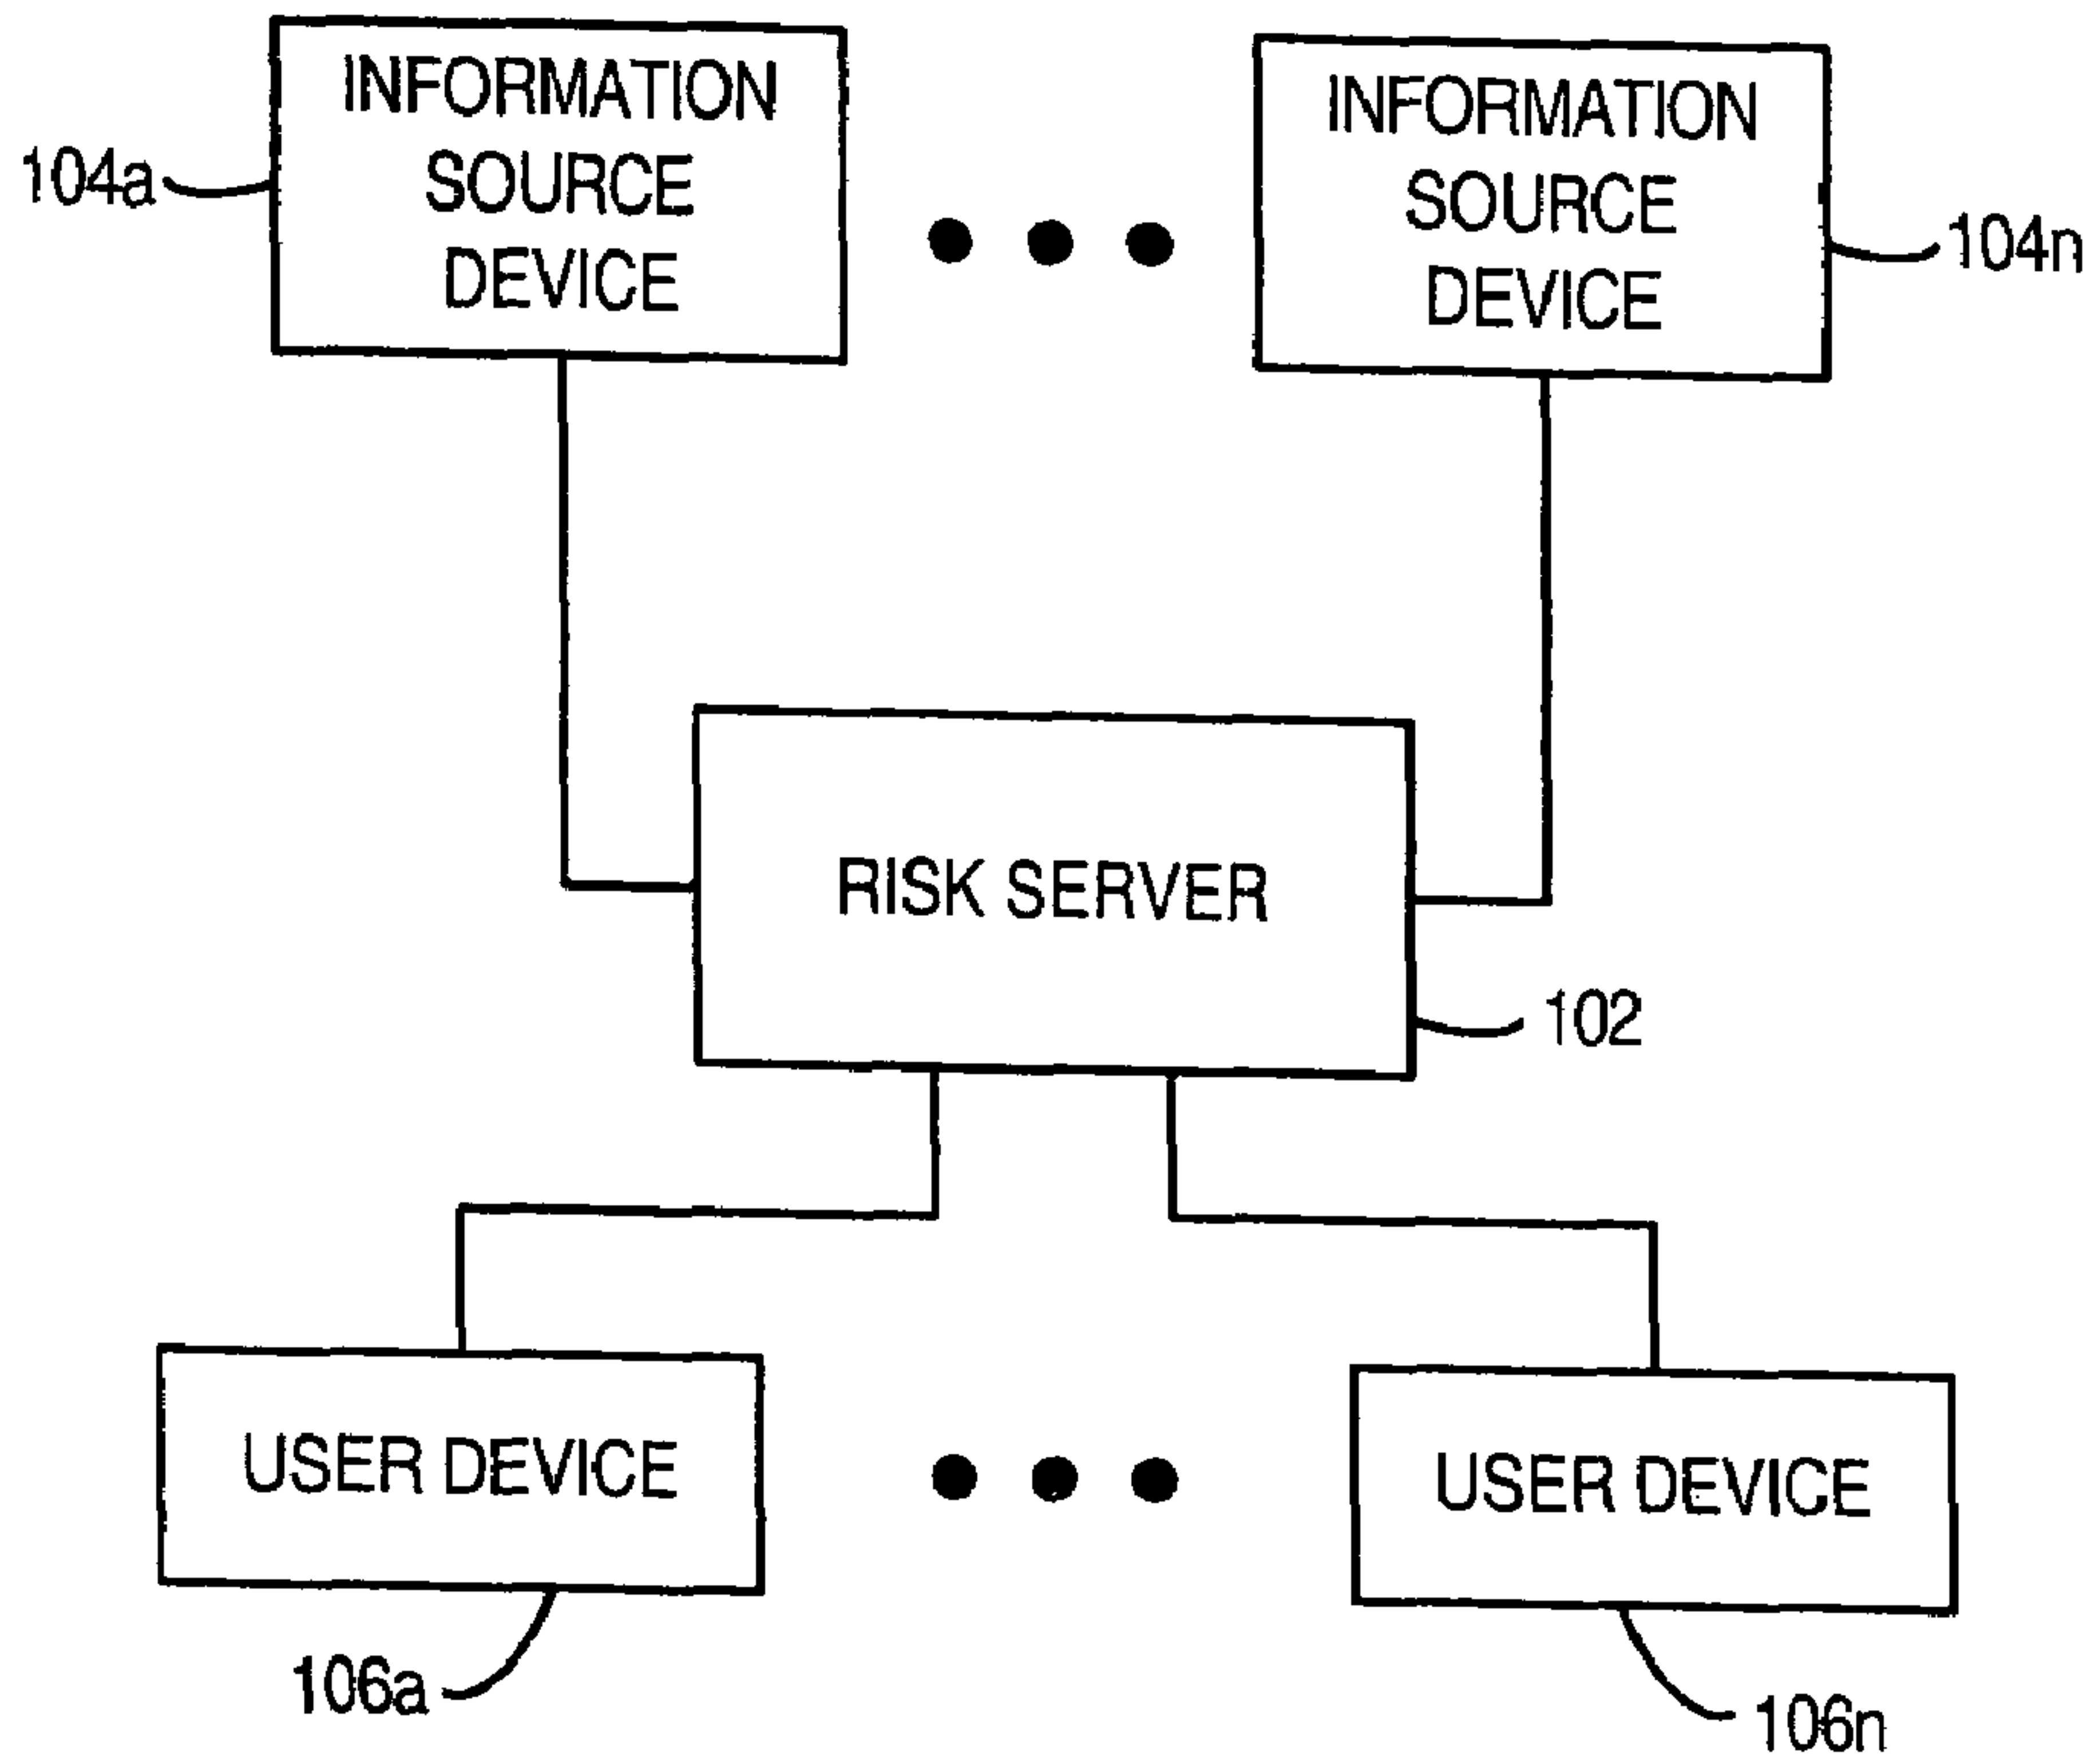 INFORMATION
SOURCE
DEVICE
104a
INFORMATION
SOURCE
DEVICE
104n
RISK SERVER
102
USER DEVICE
106a
USER DEVICE
106n